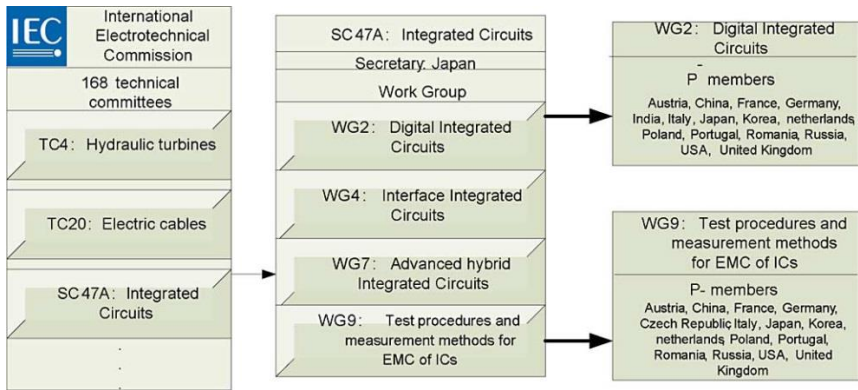 IEC
International
Electrotechnical
Commission
168 technical
committees
TC4： Hydraulic turbines
TC20： Electric cables
SC47A： Integrated
Circuits
.
.
.
SC47A： Integrated Circuits
Secretary: Japan
Work Group
WG2： Digital Integrated
Circuits
WG4： Interface Integrated
Circuits
WG7： Advanced hybrid
Integrated Circuits
WG9： Test procedures and
measurement methods for
EMC of ICs
WG2： Digital Integrated
Circuits
P- members
Austria, China, France, Germany,
India, Italy, Japan, Korea, netherlands,
Poland, Portugal, Romania, Russia,
USA, United Kingdom
WG9： Test procedures and
measurement methods
for EMC of ICs
P- members
Austria, China, France, Germany,
Czech Republic, Italy, Japan, Korea,
netherlands, Poland, Portugal,
Romania, Russia, USA, United
Kingdom